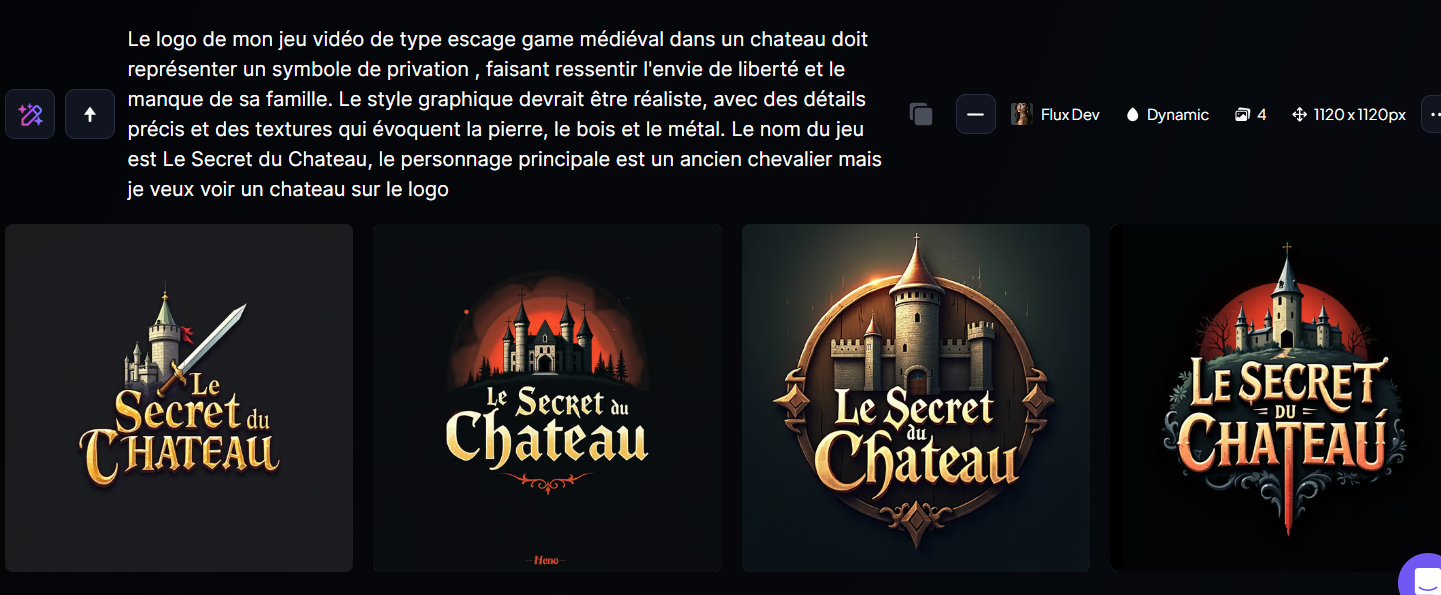 Le logo de mon jeu vidéo de type escage game médiéval dans un chateau doit
représenter un symbole de privation , faisant ressentir l'envie de liberté et le
manque de sa famille. Le style graphique devrait être réaliste, avec des détails
précis et des textures qui évoquent la pierre, le bois et le métal. Le nom du jeu
est Le Secret du Chateau, le personnage principale est un ancien chevalier mais
je veux voir un chateau sur le logo
Flux Dev
Dynamic
4
1120 x 1120px
Le
Secret du
CHATEAU
Le Secret du
Chateau
Heno
Le Secret
du
Chateau
LE SECRET
DU
CHATEAÚ